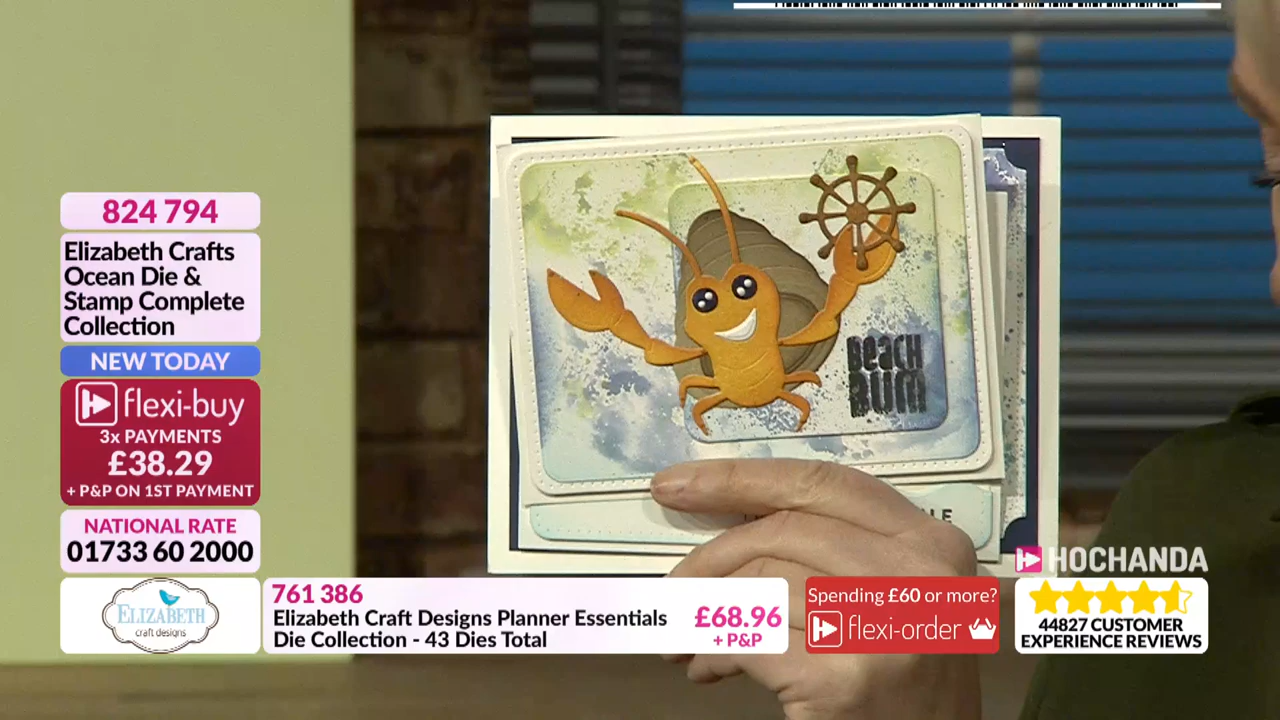 824 794
Elizabeth Crafts
Ocean Die &
Stamp Complete
Collection
NEW TODAY
flexi-buy
3x PAYMENTS
£38.29
+ P&P ON 1ST PAYMENT
NATIONAL RATE
01733 60 2000
BEACH
BUM
ELIZABETH
craft designs
761 386
Elizabeth Craft Designs Planner Essentials
Die Collection - 43 Dies Total
£68.96
+ P&P
Spending £60 or more?
flexi-order
HOCHANDA
44827 CUSTOMER
EXPERIENCE REVIEWS